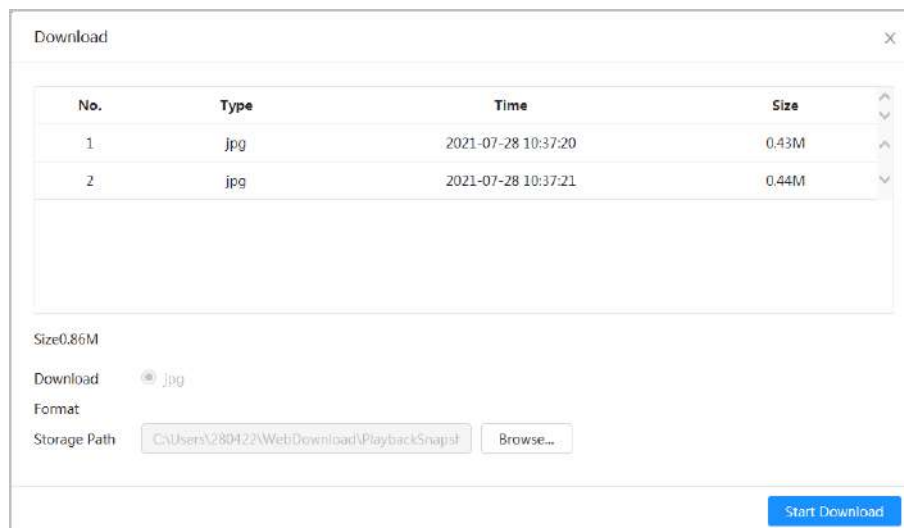 Download
No. Type Time Size
1 jpg 2021-07-28 10:37:20 0.43M
2 jpg 2021-07-28 10:37:21 0.44M
Size0.86M
Download jpg
Format
Storage Path C:\Users\280422\WebDownload\PlaybackSnapsh Browse...
Start Download